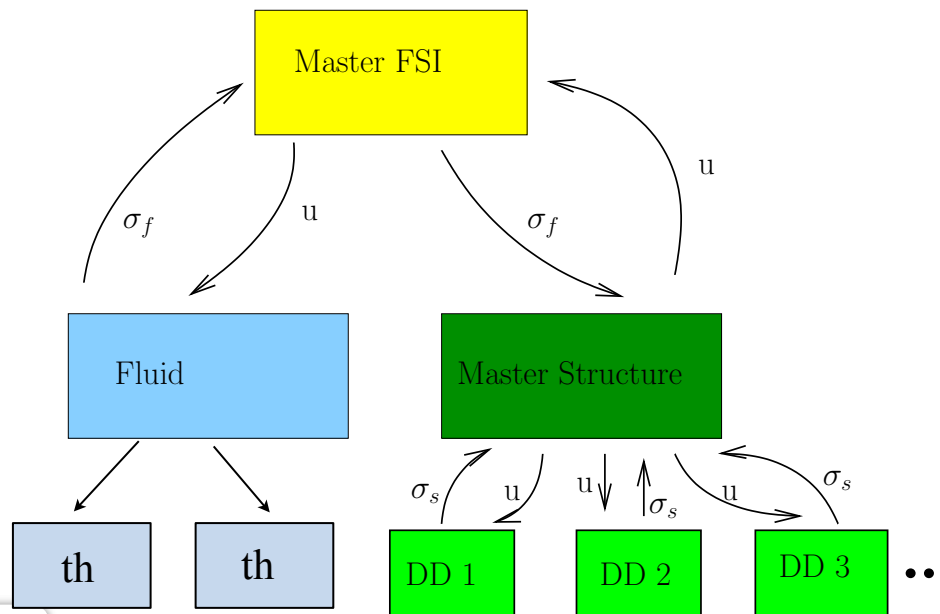 Master FSI
u
σ_f
u
σ_f
Fluid
Master Structure
σ_s
u
u
σ_s
u
σ_s
th
th
DD 1
DD 2
DD 3
••